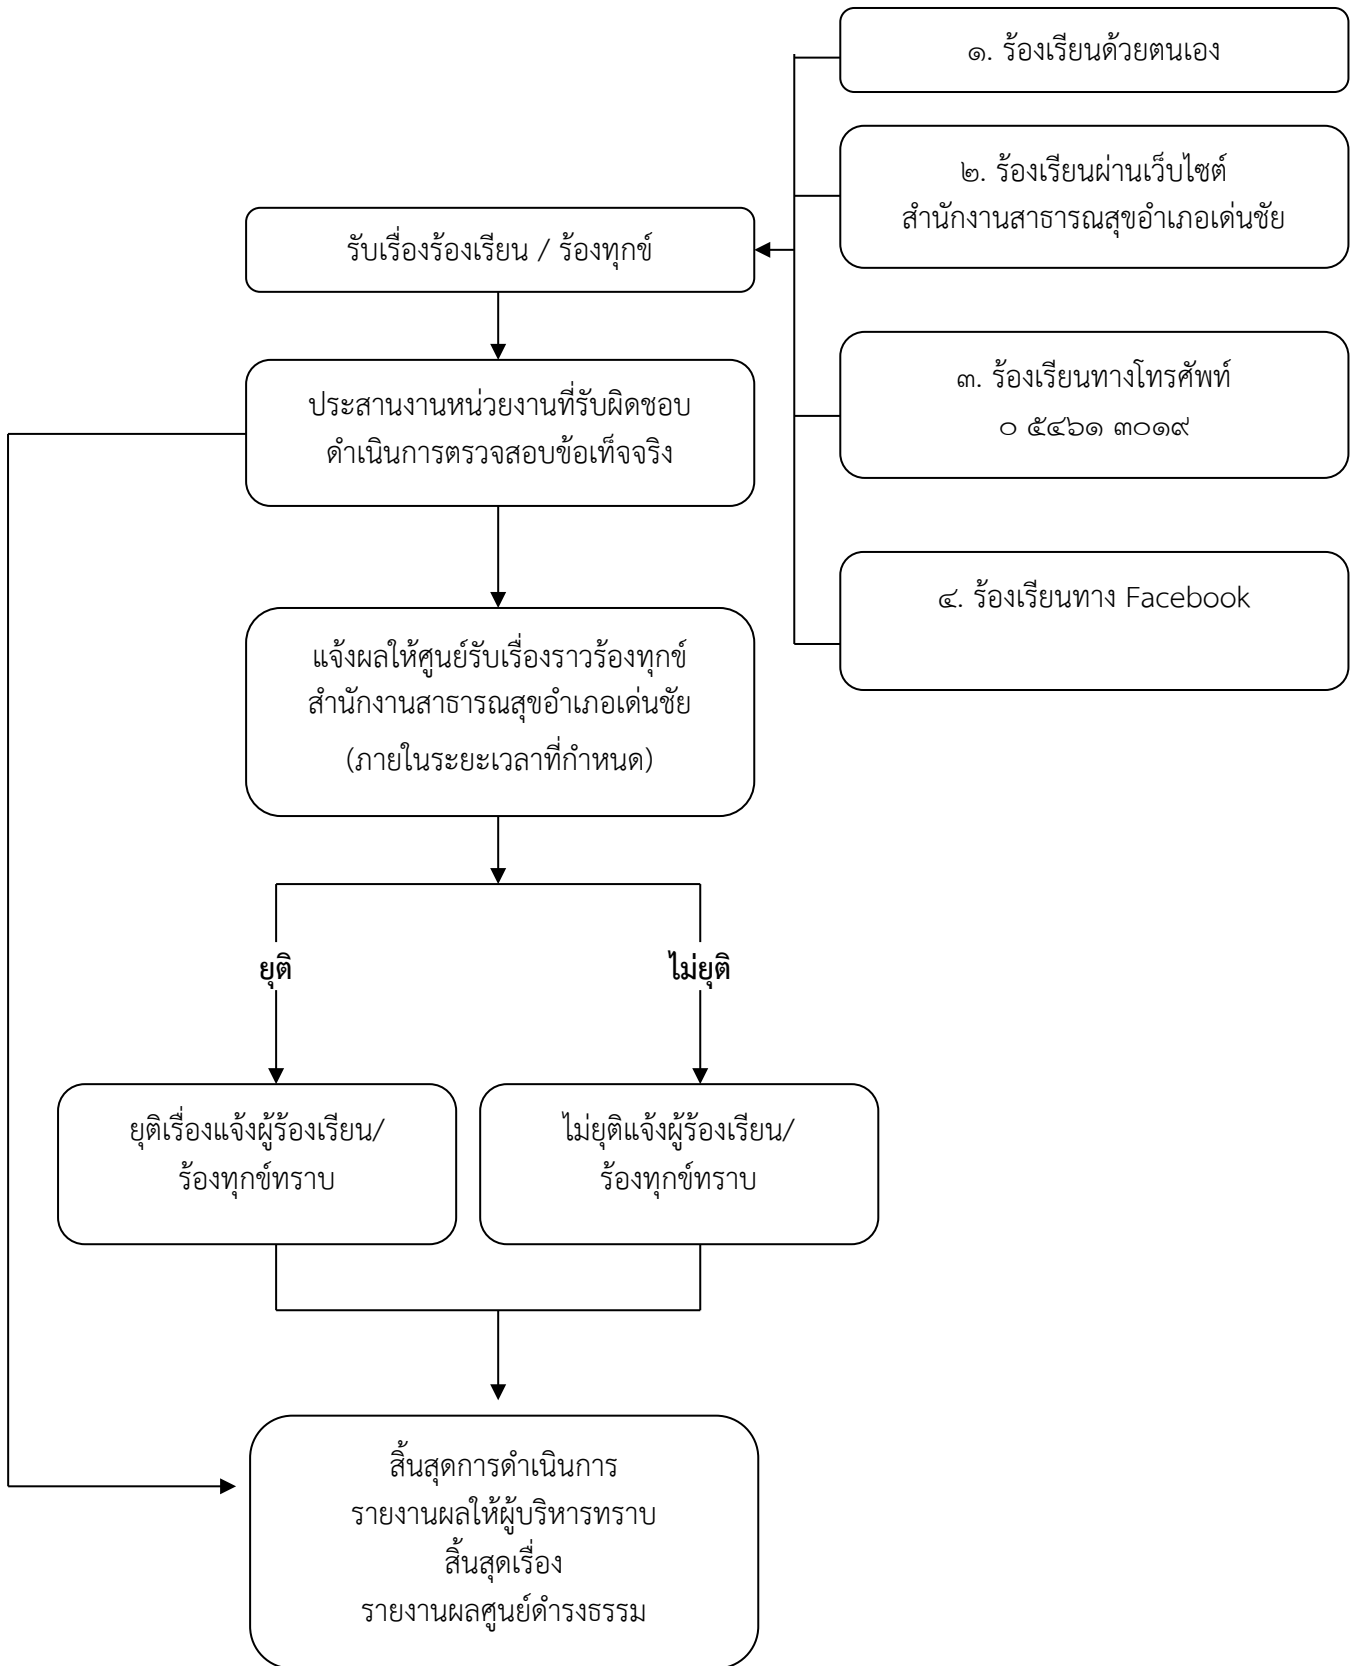 ๑. ร้องเรียนด้วยตนเอง
๒. ร้องเรียนผ่านเว็บไซต์
สำนักงานสาธารณสุขอำเภอเด่นชัย
รับเรื่องร้องเรียน / ร้องทุกข์
๓. ร้องเรียนทางโทรศัพท์
๐ ๕๔๖๑ ๓๐๑๙
ประสานงานหน่วยงานที่รับผิดชอบ
ดำเนินการตรวจสอบข้อเท็จจริง
๔. ร้องเรียนทาง Facebook
แจ้งผลให้ศูนย์รับเรื่องราวร้องทุกข์
สำนักงานสาธารณสุขอำเภอเด่นชัย
(ภายในระยะเวลาที่กำหนด)
ยุติ
ไม่ยุติ
ยุติเรื่องแจ้งผู้ร้องเรียน/
ร้องทุกข์ทราบ
ไม่ยุติแจ้งผู้ร้องเรียน/
ร้องทุกข์ทราบ
สิ้นสุดการดำเนินการ
รายงานผลให้ผู้บริหารทราบ
สิ้นสุดเรื่อง
รายงานผลศูนย์ดำรงธรรม